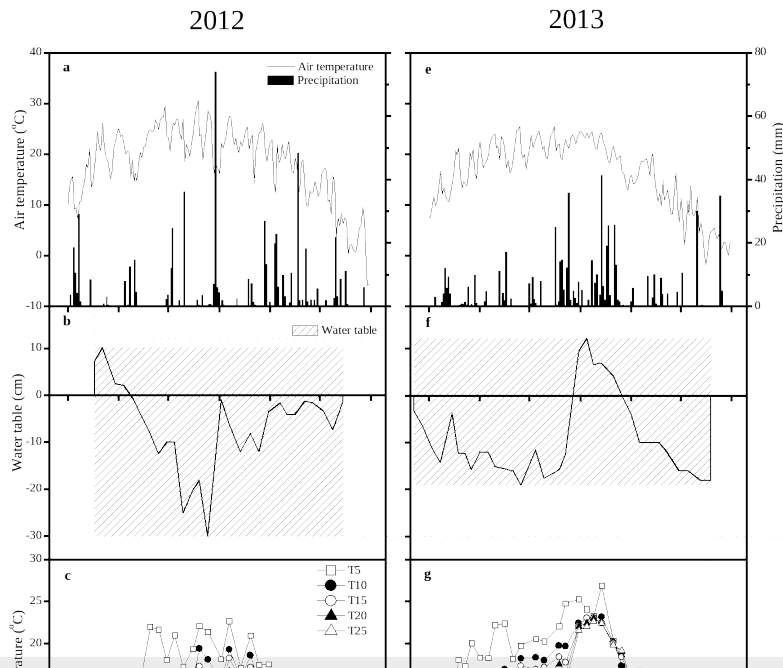 2012 2013
40 80
a e
Air temperature
Precipitation
30 60
20 40
10 20
0
-10 0
Air temperature (°C)
Precipitation (mm)
b f
Water table
10
0
-10
-20
-30
Water table (cm)
30
c g
T5
T10
T15
T20
T25
25
20
(°C)